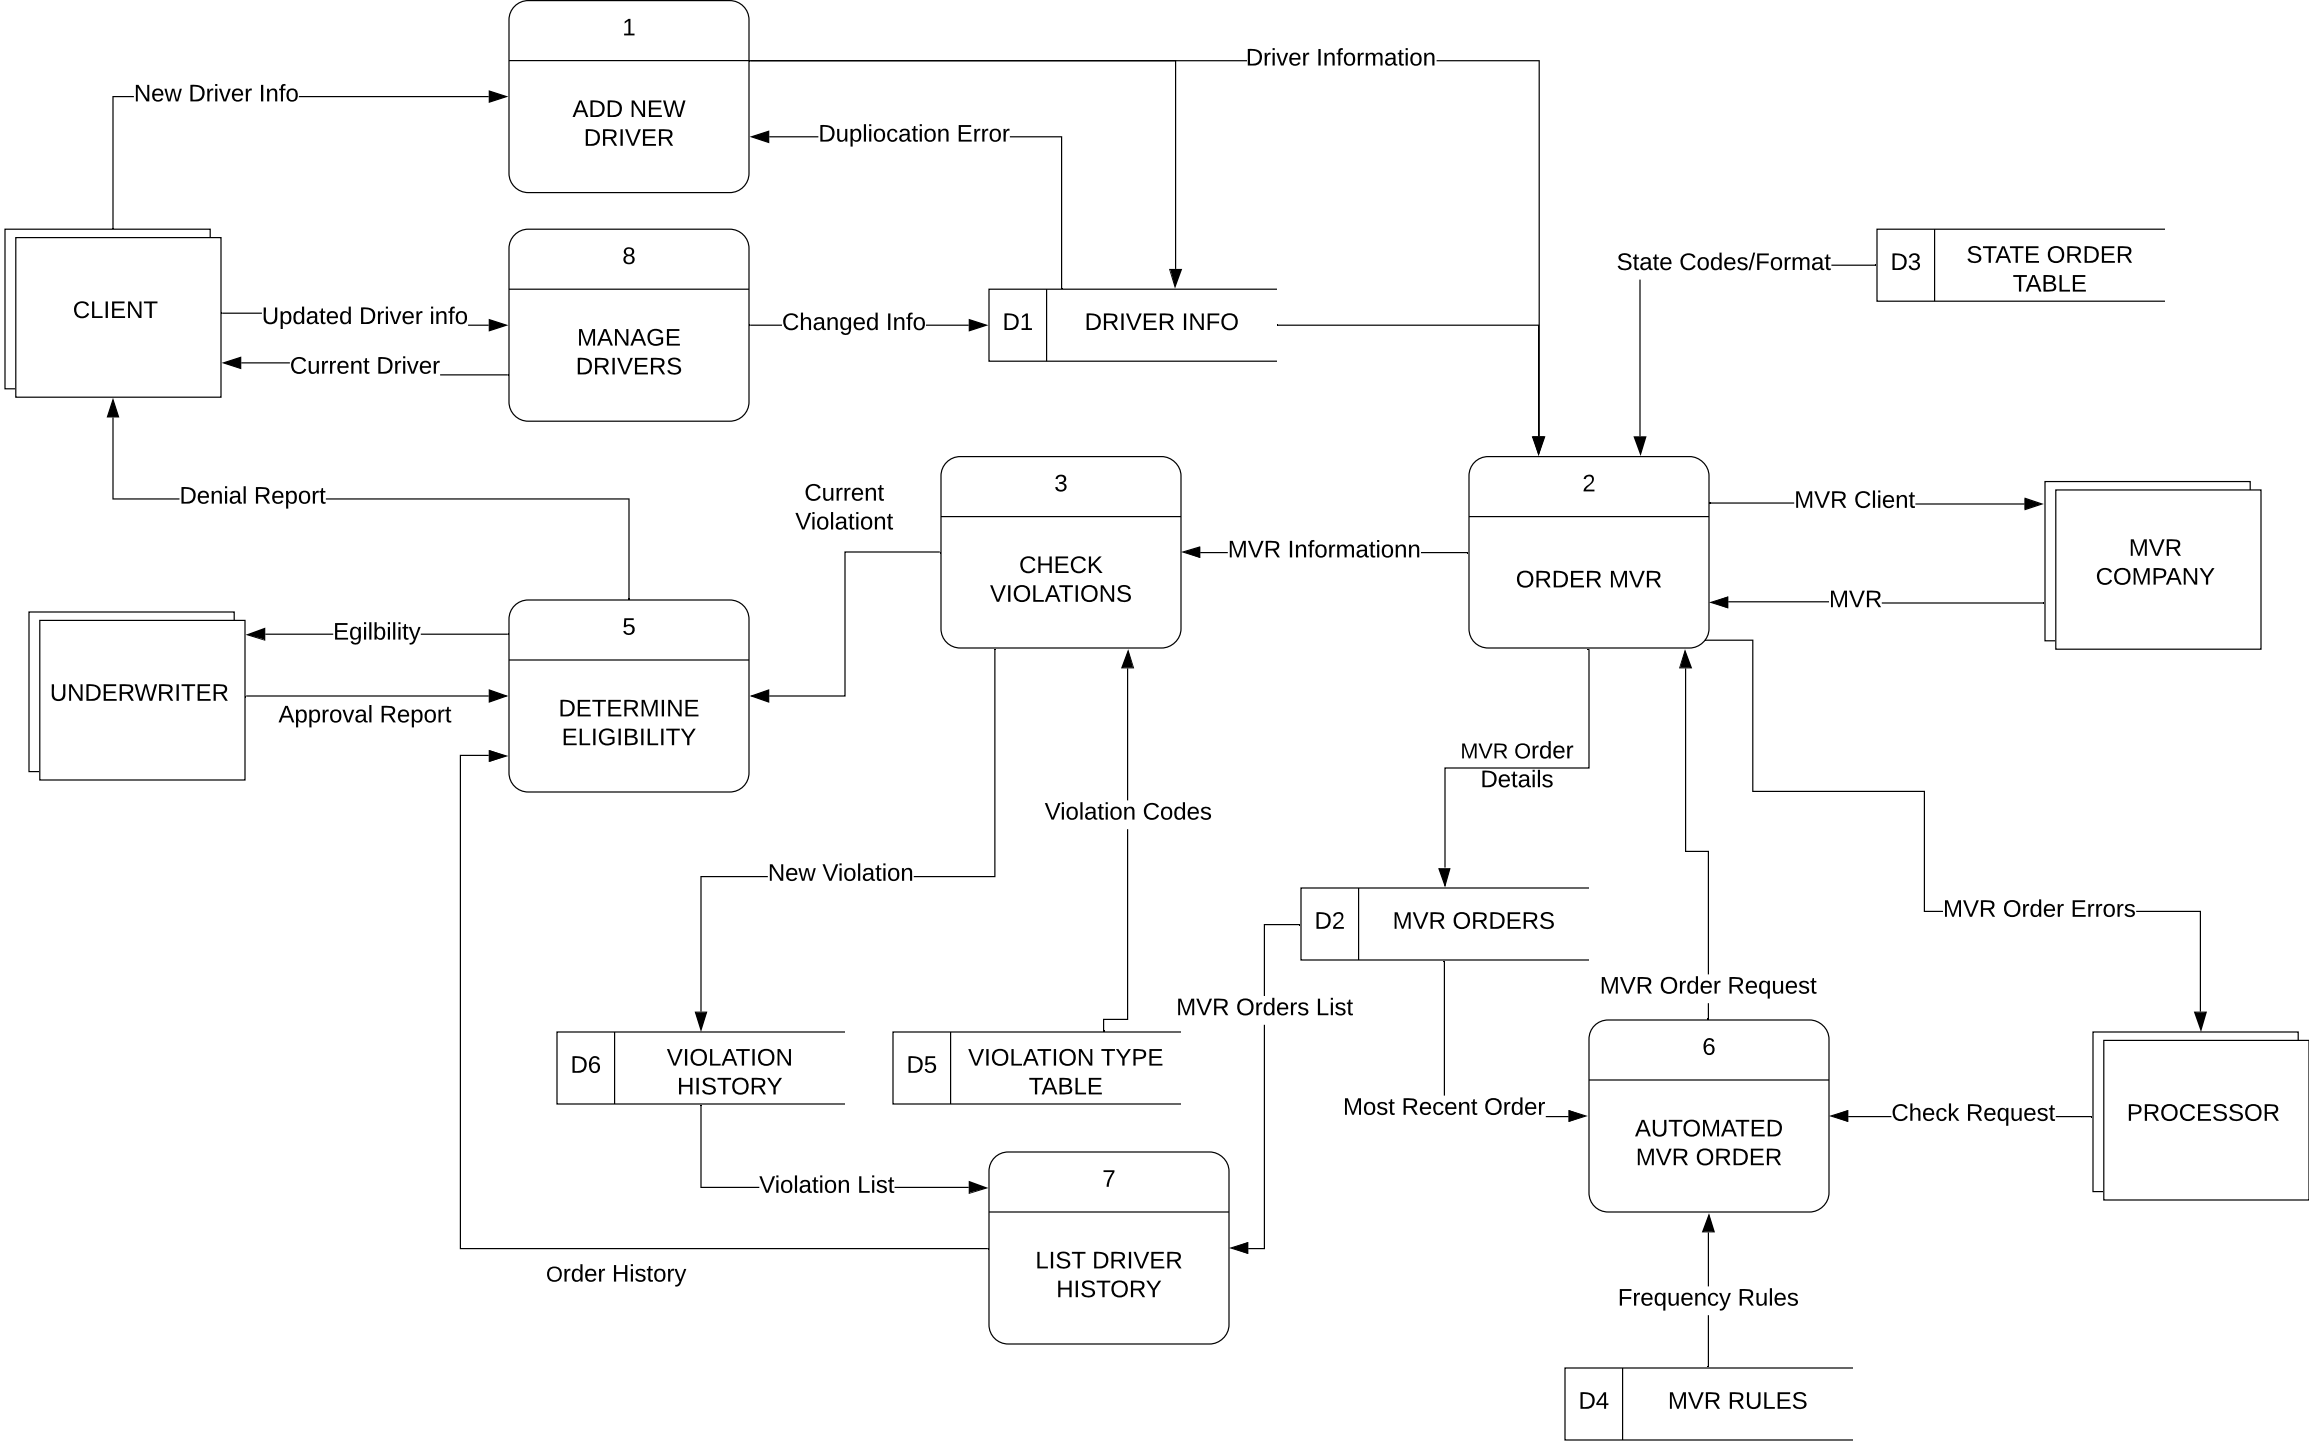 1
Driver Information
New Driver Info
ADD NEW
DRIVER
Dupliocation Error
8
D3
STATE ORDER
TABLE
State Codes/Format
CLIENT
Updated Driver info
MANAGE
DRIVERS
Changed Info
D1
DRIVER INFO
Current Driver
Denial Report
Current
Violationt
3
2
MVR Client
MVR Informationn
MVR
COMPANY
CHECK
VIOLATIONS
ORDER MVR
MVR
Egilbility
5
UNDERWRITER
Approval Report
DETERMINE
ELIGIBILITY
MVR Order
Details
Violation Codes
New Violation
D2
MVR ORDERS
MVR Order Errors
MVR Order Request
MVR Orders List
D6
VIOLATION
HISTORY
D5
VIOLATION TYPE
TABLE
6
Most Recent Order
AUTOMATED
MVR ORDER
Check Request
PROCESSOR
Violation List
7
LIST DRIVER
HISTORY
Order History
Frequency Rules
D4
MVR RULES